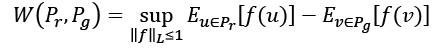 W(P_r, P_g) = sup_{‖f‖_L≤1} E_{u∈P_r}[f(u)] − E_{v∈P_g}[f(v)]